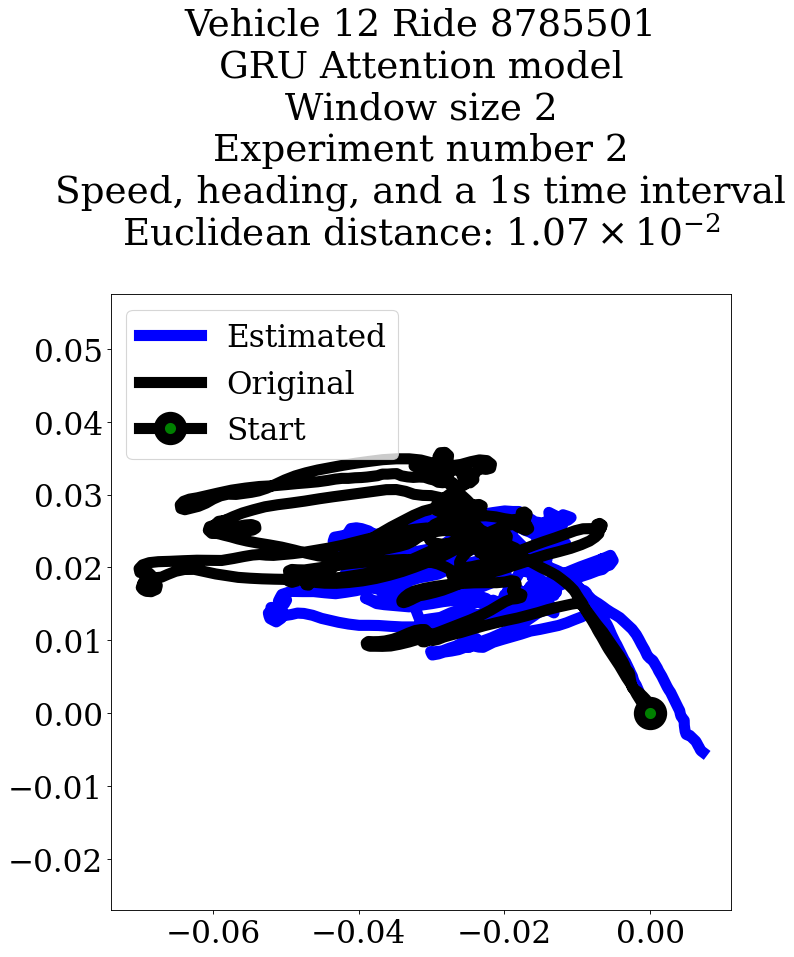 Vehicle 12 Ride 8785501
GRU Attention model
Window size 2
Experiment number 2
Speed, heading, and a 1s time interval
Euclidean distance: 1.07 × 10⁻²
Estimated
Original
Start
0.05
0.04
0.03
0.02
0.01
0.00
−0.01
−0.02
−0.06 −0.04 −0.02 0.00